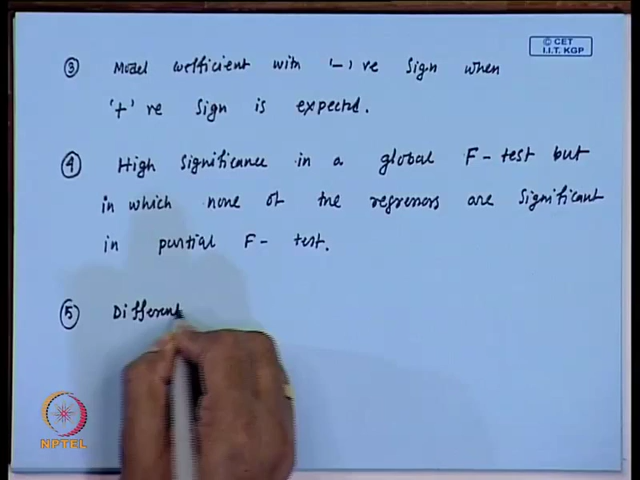 © CET
I.I.T. KGP
③ Model coefficient with '–'ve sign when
'+'ve sign is expected.
④ High significance in a global F-test but
in which none of the regressors are significant
in partial F- test.
⑤ Different
NPTEL